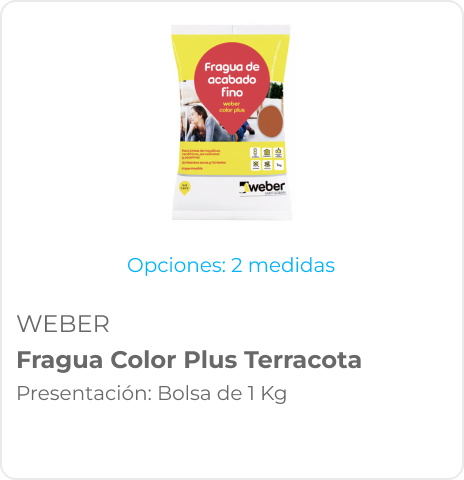 Fragua de
acabado
fino
weber
color plus
1kg
weber
Opciones: 2 medidas
WEBER
Fragua Color Plus Terracota
Presentación: Bolsa de 1 Kg